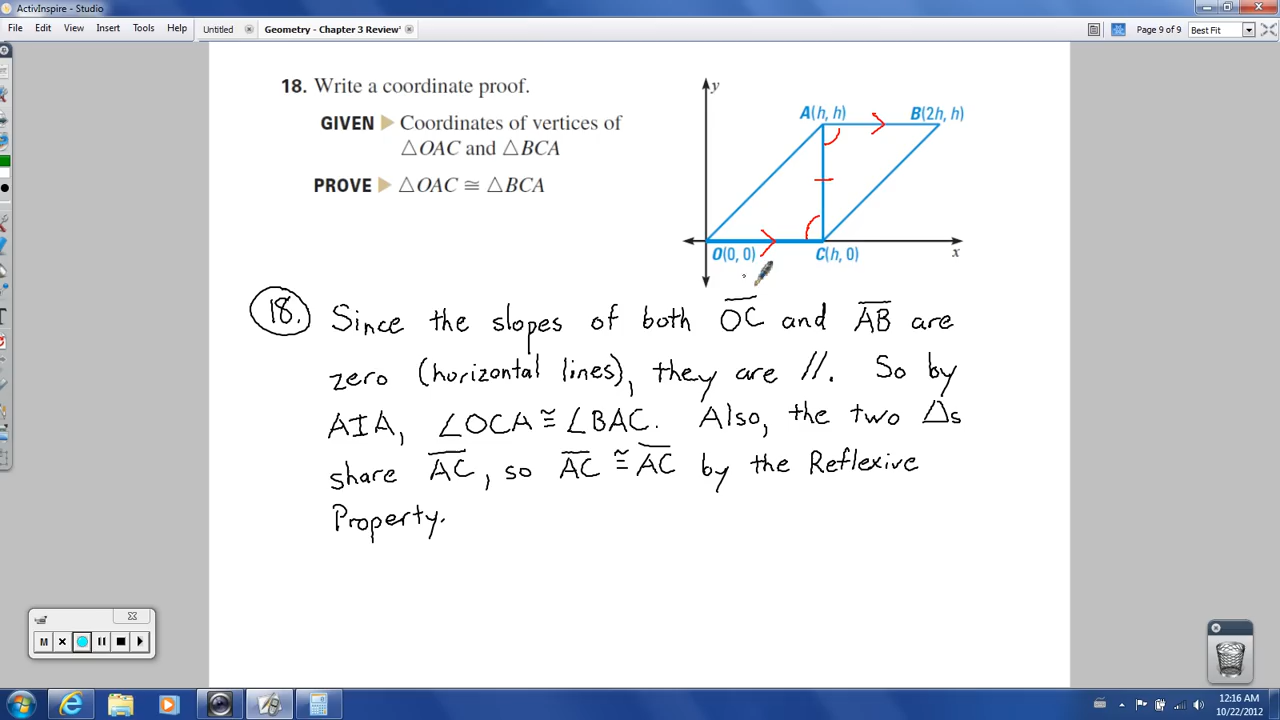 ActivInspire - Studio
File Edit View Insert Tools Help Untitled Geometry - Chapter 3 Review* Page 9 of 9 Best Fit
18. Write a coordinate proof.
GIVEN ▶ Coordinates of vertices of
△OAC and △BCA
PROVE ▶ △OAC ≅ △BCA
y
A(h, h) B(2h, h)
O(0, 0) C(h, 0) x
18. Since the slopes of both OC and AB are
zero (horizontal lines), they are //. So by
AIA, ∠OCA ≅ ∠BAC. Also, the two △s
share AC, so AC ≅ AC by the Reflexive
Property.
M
12:16 AM
10/22/2012